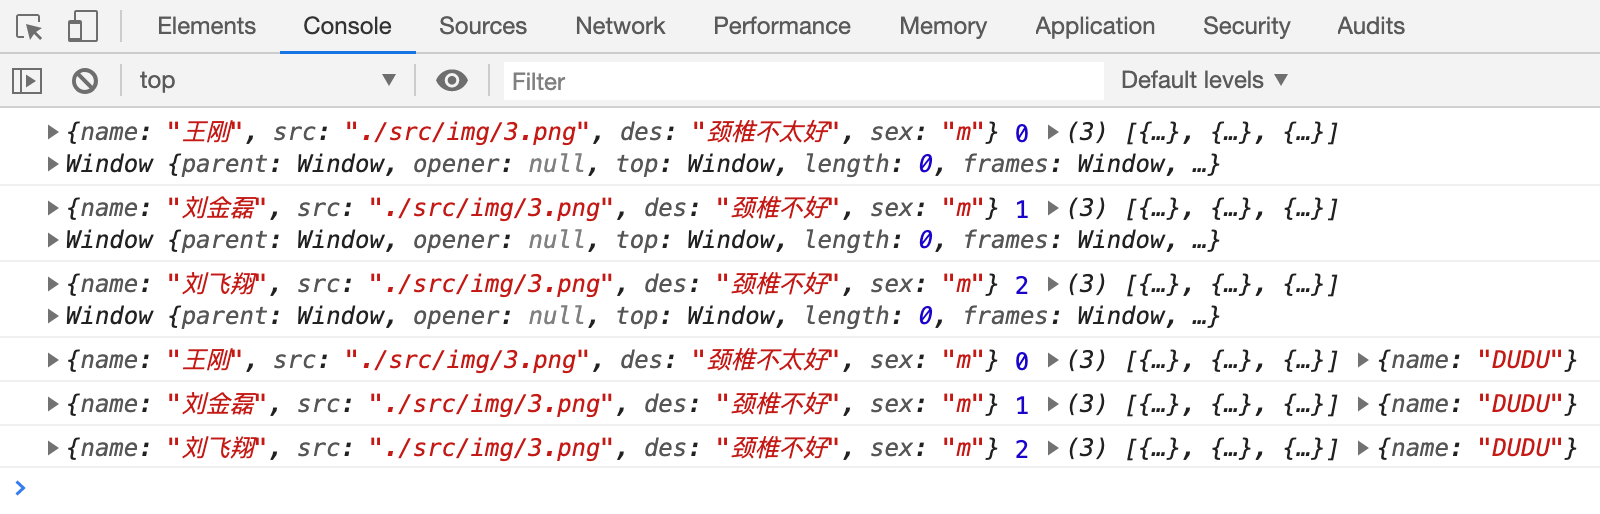 Elements Console Sources Network Performance Memory Application Security Audits
top Filter Default levels
{name: "王刚", src: "./src/img/3.png", des: "颈椎不太好", sex: "m"} 0 (3) [{…}, {…}, {…}]
Window {parent: Window, opener: null, top: Window, length: 0, frames: Window, …}
{name: "刘金磊", src: "./src/img/3.png", des: "颈椎不好", sex: "m"} 1 (3) [{…}, {…}, {…}]
Window {parent: Window, opener: null, top: Window, length: 0, frames: Window, …}
{name: "刘飞翔", src: "./src/img/3.png", des: "颈椎不好", sex: "m"} 2 (3) [{…}, {…}, {…}]
Window {parent: Window, opener: null, top: Window, length: 0, frames: Window, …}
{name: "王刚", src: "./src/img/3.png", des: "颈椎不太好", sex: "m"} 0 (3) [{…}, {…}, {…}] {name: "DUDU"}
{name: "刘金磊", src: "./src/img/3.png", des: "颈椎不好", sex: "m"} 1 (3) [{…}, {…}, {…}] {name: "DUDU"}
{name: "刘飞翔", src: "./src/img/3.png", des: "颈椎不好", sex: "m"} 2 (3) [{…}, {…}, {…}] {name: "DUDU"}